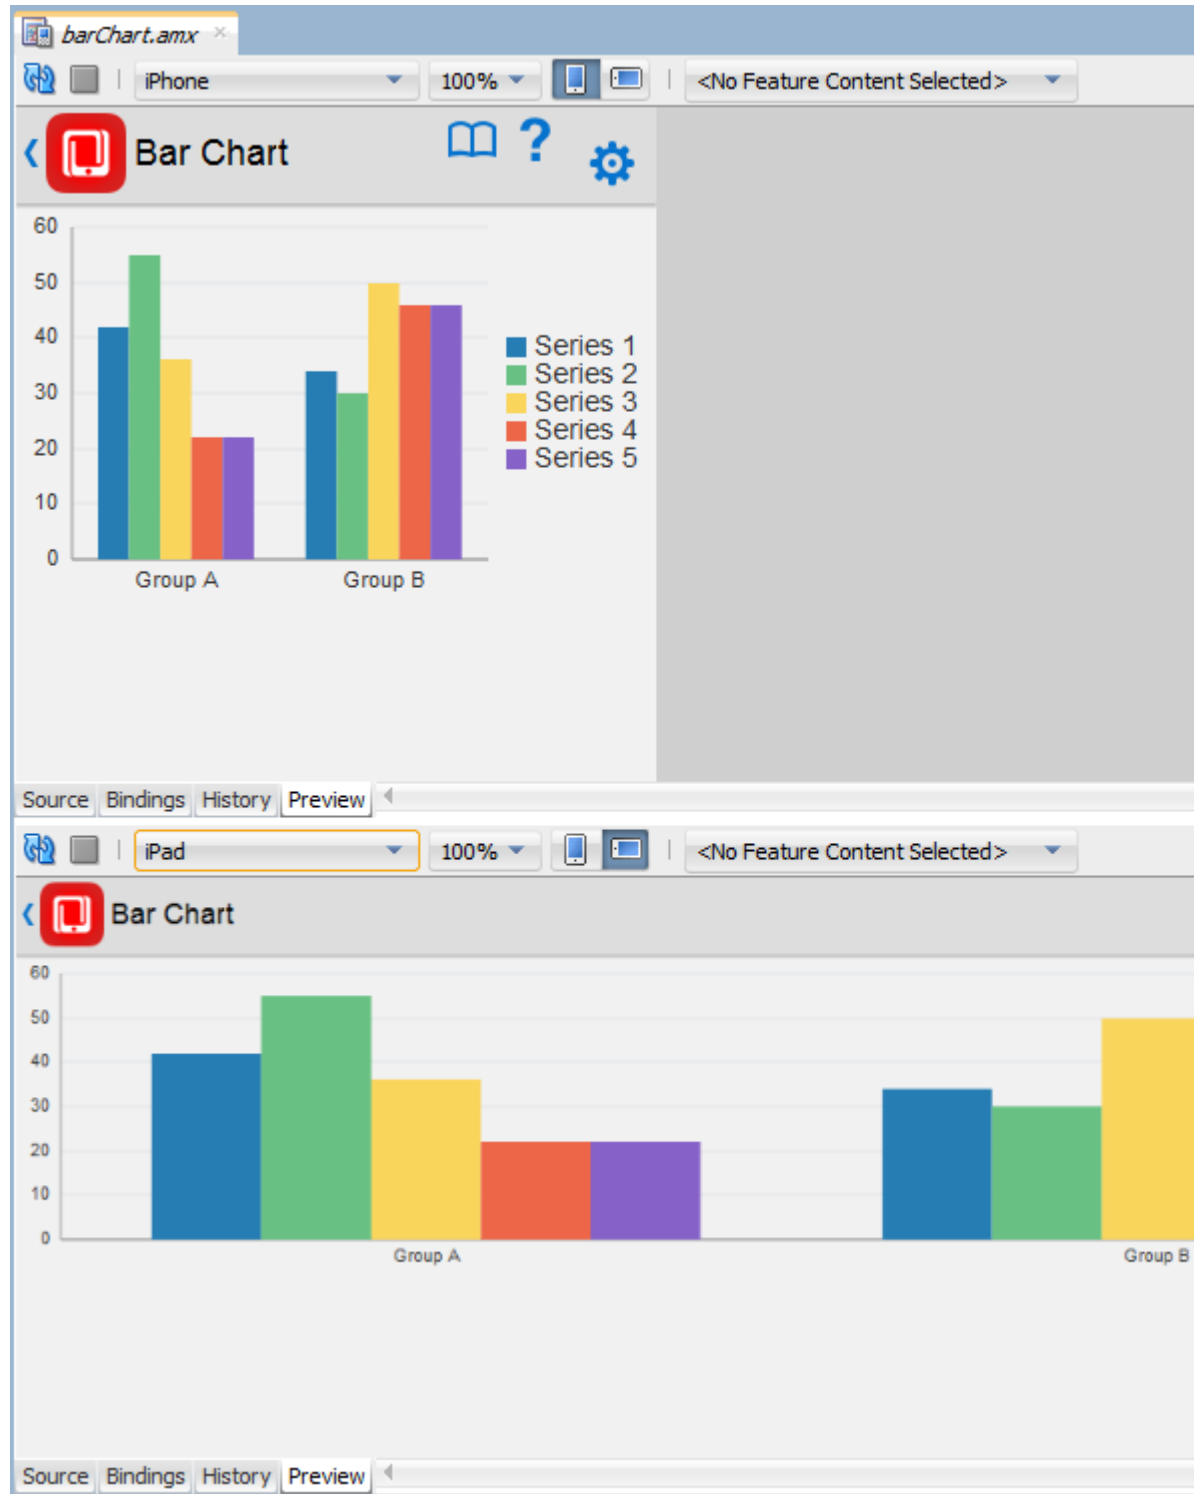 barChart.amx
iPhone 100% <No Feature Content Selected>
Bar Chart ?
60
50
40
30
20
10
0
Series 1
Series 2
Series 3
Series 4
Series 5
Group A Group B
Source Bindings History Preview
iPad 100% <No Feature Content Selected>
Bar Chart
60
50
40
30
20
10
0
Group A Group B
Source Bindings History Preview